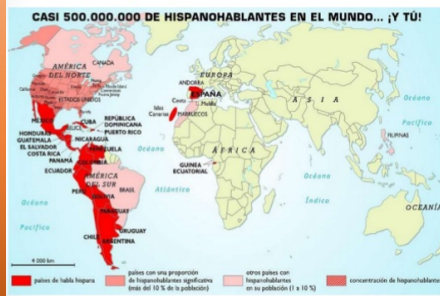 CASI 500.000.000 DE HISPANOHABLANTES EN EL MUNDO... ¡Y TÚ!
AMÉRICA
DEL NORTE
CANADA
ESTADOS UNIDOS
MÉXICO
CUBA
REPÚBLICA
DOMINICANA
PUERTO RICO
BELICE
HONDURAS
GUATEMALA
EL SALVADOR
COSTA RICA
NICARAGUA
PANAMÁ
VENEZUELA
COLOMBIA
ECUADOR
AMÉRICA
DEL SUR
PERÚ
BRASIL
BOLIVIA
PARAGUAY
CHILE
URUGUAY
ARGENTINA
EUROPA
ANDORRA
ESPAÑA
Ceuta
Melilla
Islas
Canarias
MARRUECOS
ÁFRICA
GUINEA
ECUATORIAL
ASIA
FILIPINAS
OCEANÍA
Océano
Pacífico
Océano
Atlántico
Océano
Índico
Océano
Pacífico
4 000 km
países de habla hispana
países con una proporción
de hispanohablantes significativa
(más del 10 % de la población)
otros países con
hispanohablantes
en su población (1 a 10 %)
concentración de hispanohablante